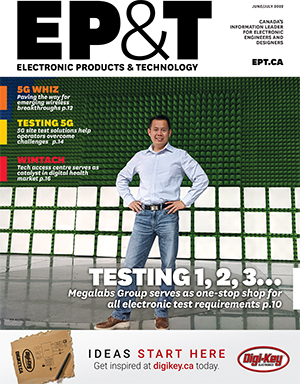 JUNE/JULY 2022
EP&T
ELECTRONIC PRODUCTS & TECHNOLOGY
CANADA'S
INFORMATION LEADER
FOR ELECTRONIC
ENGINEERS AND
DESIGNERS
EPT.CA
5G WHIZ
Paving the way for
emerging wireless
breakthroughs p.12
TESTING 5G
5G site test solutions help
operators overcome
challenges p.14
WIMTACK
Tech access centre serves as
catalyst in digital health
market p.16
TESTING 1, 2, 3...
Megalabs Group serves as one-stop shop for
all electronic test requirements p.10
IDEAS START HERE
Get inspired at digikey.ca today.
Digi-Key
ELECTRONICS